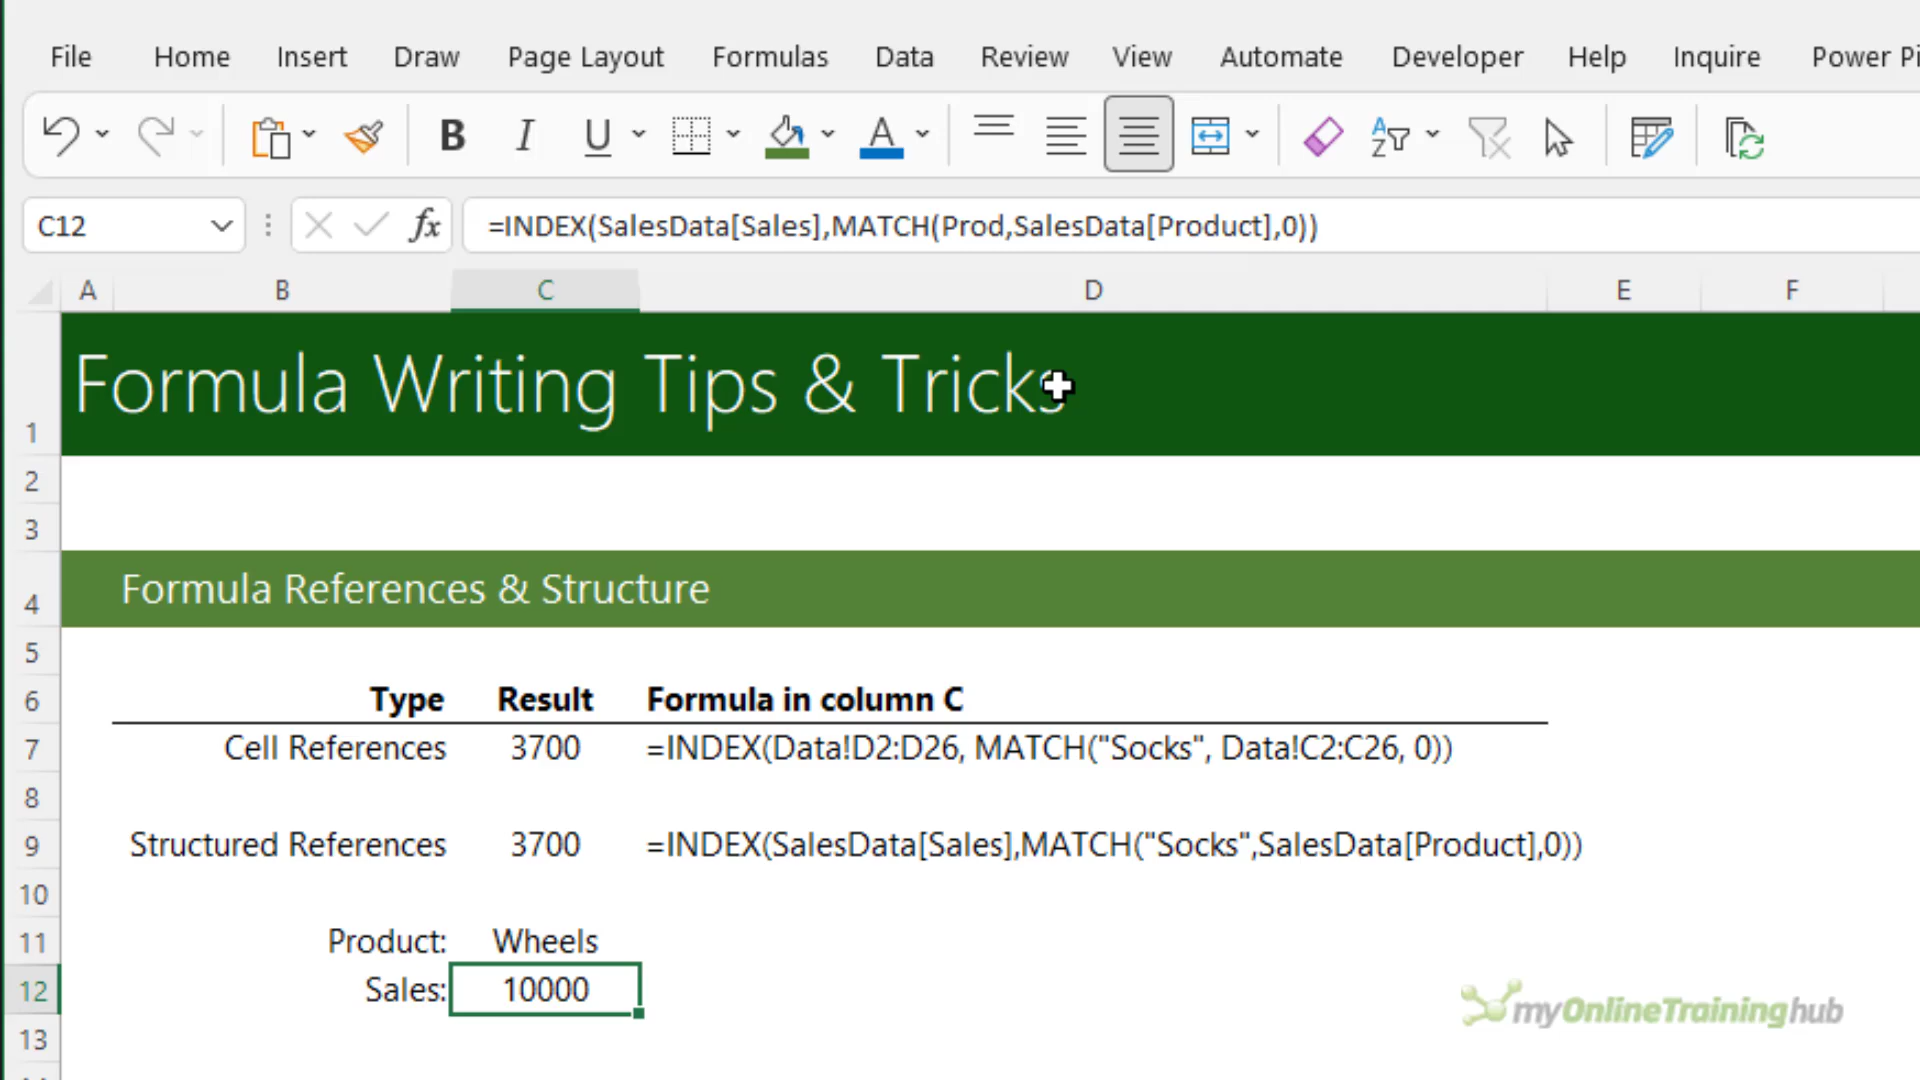 File Home Insert Draw Page Layout Formulas Data Review View Automate Developer Help Inquire Power Pi
B I U A A Z
C12 fx =INDEX(SalesData[Sales],MATCH(Prod,SalesData[Product],0))
A B C D E F
1 Formula Writing Tips & Tricks
2
3
4 Formula References & Structure
5
6 Type Result Formula in column C
7 Cell References 3700 =INDEX(Data!D2:D26, MATCH("Socks", Data!C2:C26, 0))
8
9 Structured References 3700 =INDEX(SalesData[Sales],MATCH("Socks",SalesData[Product],0))
10
11 Product: Wheels
12 Sales: 10000
myOnlineTraininghub
13